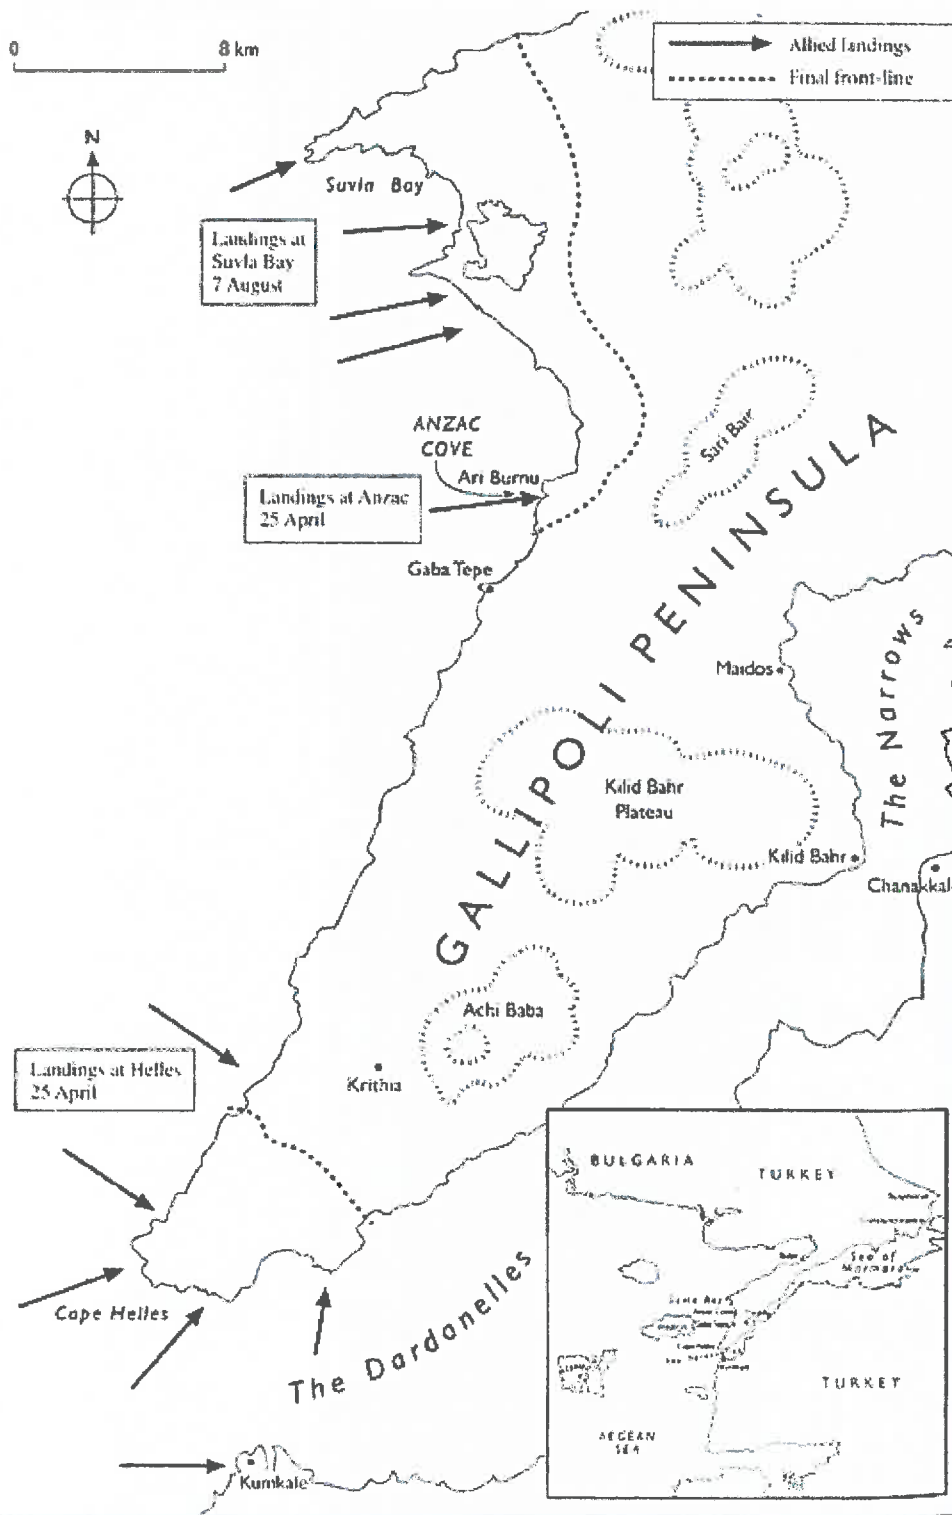 0 8 km
Allied landings
Final front-line
N
Suvla Bay
Landings at
Suvla Bay
7 August
ANZAC
COVE
Ari Burnu
Sari Bair
Landings at Anzac
25 April
Gaba Tepe
GALLIPOLI PENINSULA
Maidos
The Narrows
Kilid Bahr
Plateau
Kilid Bahr
Chanakkal
Achi Baba
Krithia
Landings at Helles
25 April
Cape Helles
The Dardanelles
Kumkale
BULGARIA
TURKEY
Sea of
Marmara
TURKEY
AEGEAN
SEA